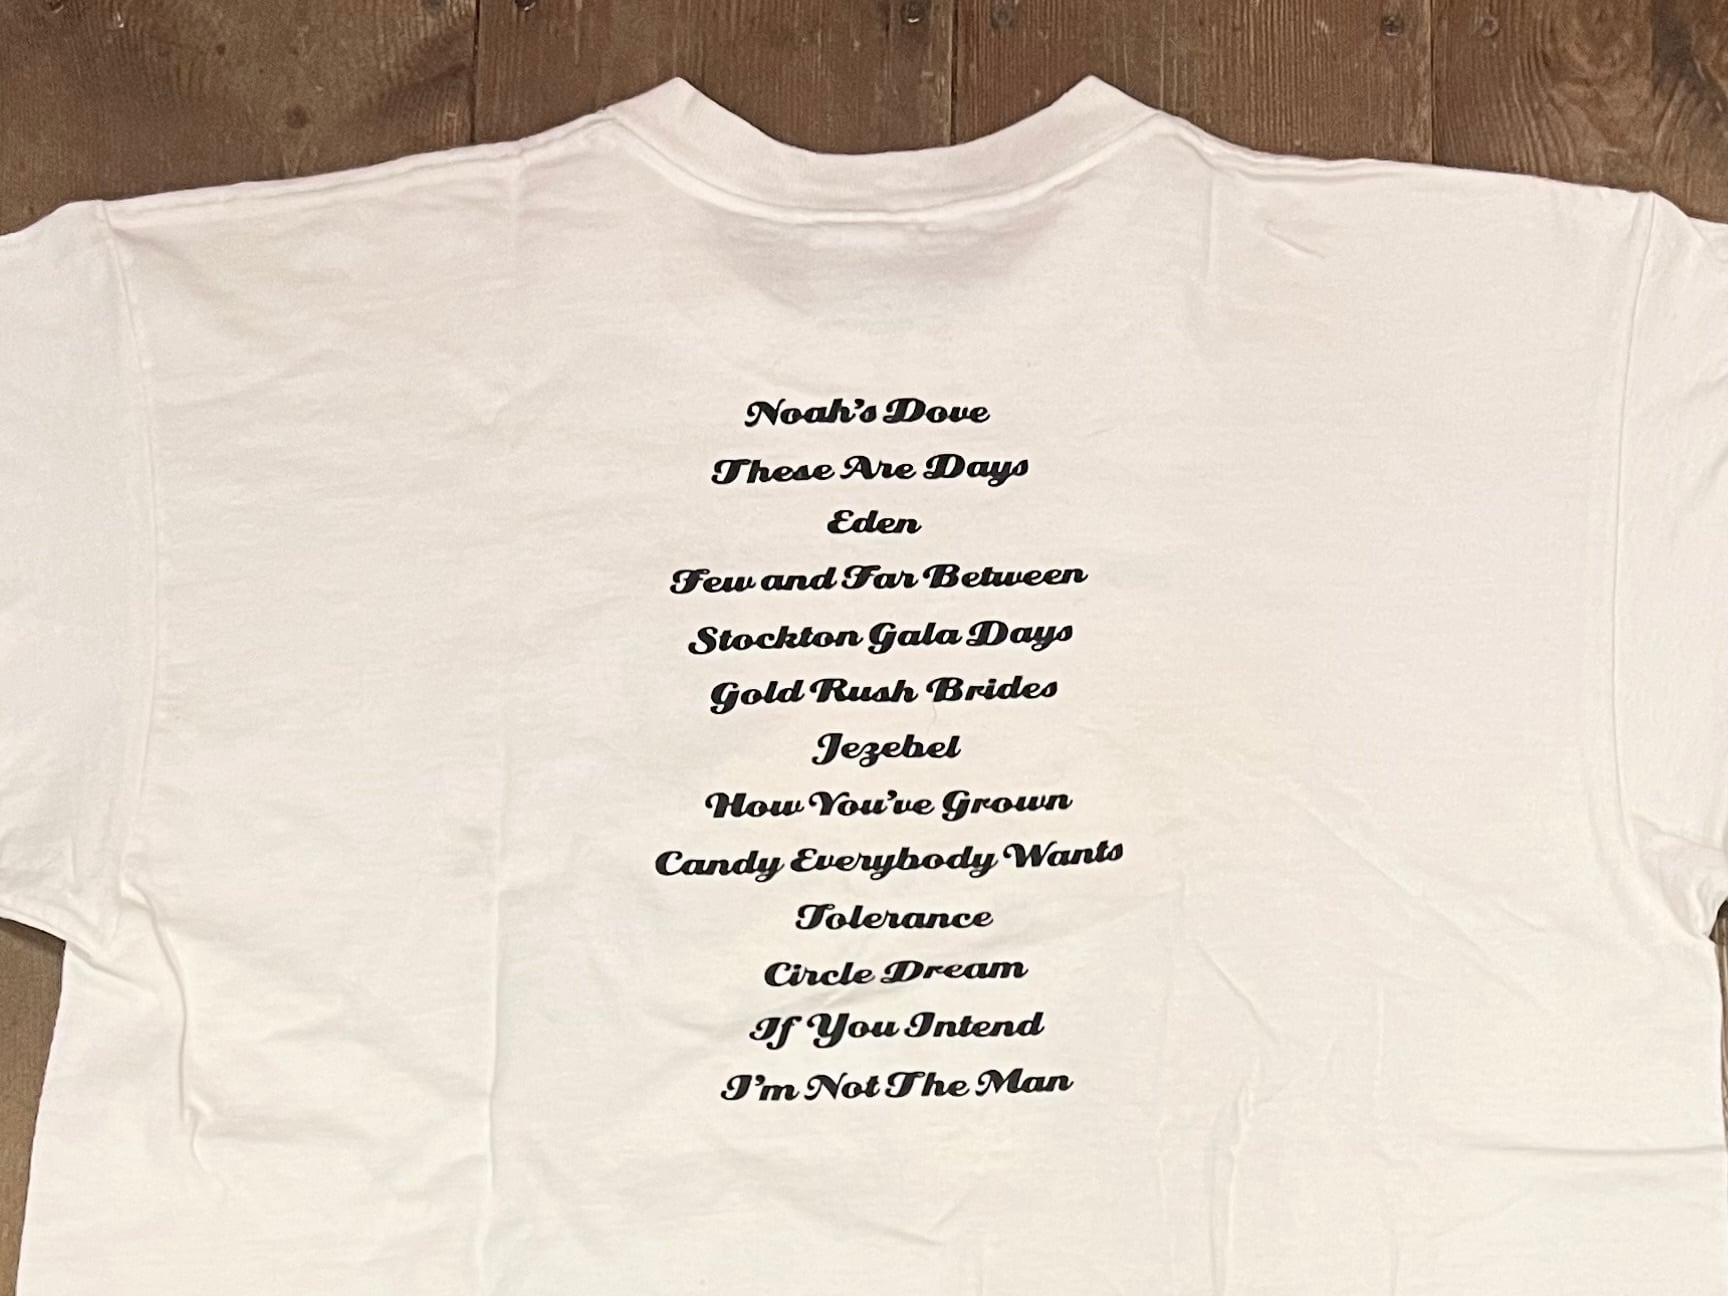 Noah's Dove
These Are Days
Eden
Few and Far Between
Stockton Gala Days
Gold Rush Brides
Jezebel
How You've Grown
Candy Everybody Wants
Tolerance
Circle Dream
If You Intend
I'm Not The Man